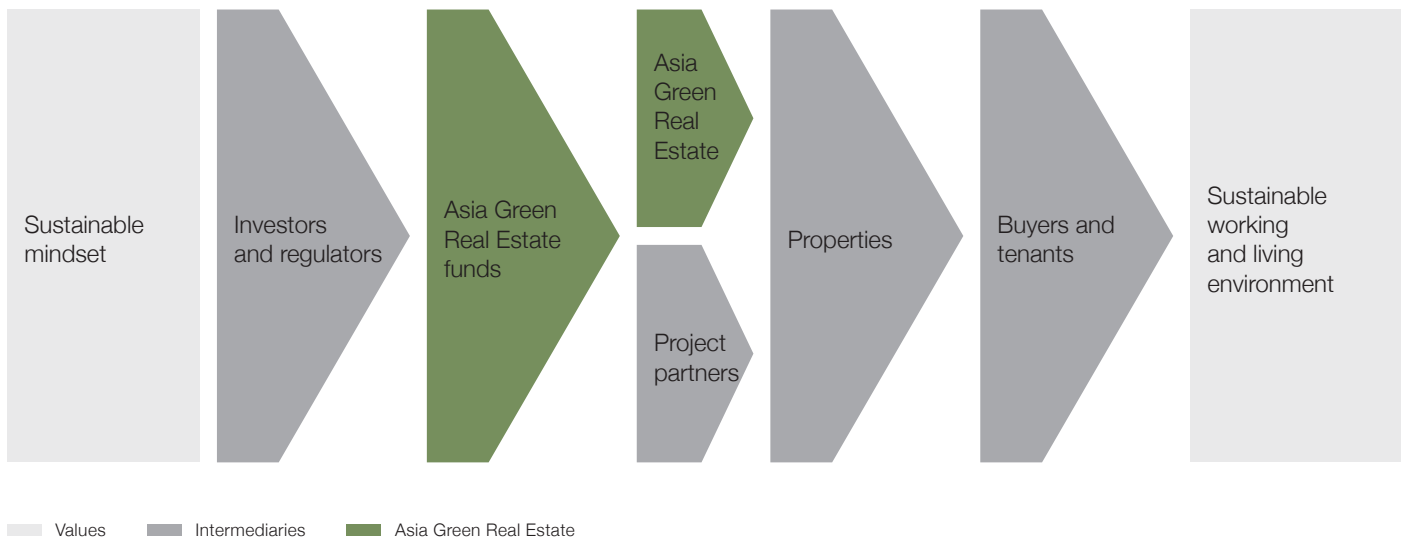 Sustainable
mindset
Investors
and regulators
Asia Green
Real Estate
funds
Asia
Green
Real
Estate
Project
partners
Properties
Buyers and
tenants
Sustainable
working
and living
environment
Values
Intermediaries
Asia Green Real Estate